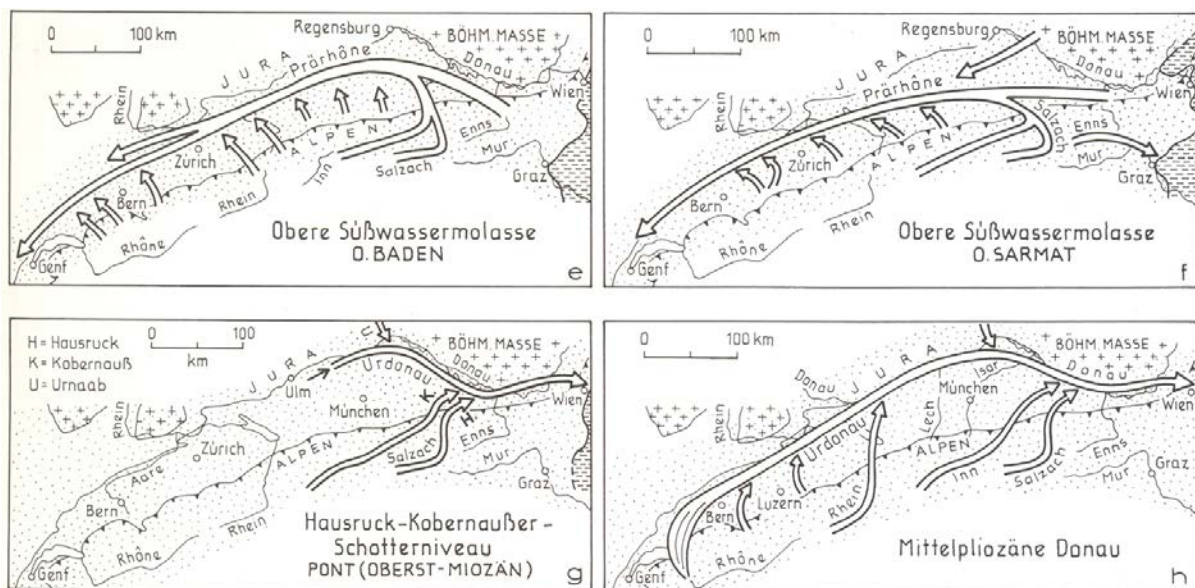 0 100 km
Regensburg
BÖHM. MASSE
JURA
Prärhône
Donau
Wien
Rhein
Zürich
ALPEN
Enns
Inn
Salzach
Mur
Graz
Bern
Rhein
Rhône
Genf
Obere Süßwassermolasse
O. BADEN
e
0 100 km
Regensburg
BÖHM. MASSE
JURA
Donau
Prärhône
Wien
Rhein
Salzach
Enns
ALPEN
Inn
Mur
Zürich
Graz
Bern
Rhein
Rhône
Genf
Obere Süßwassermolasse
O. SARMAT
f
H = Hausruck
K = Kobernauß
U = Urnaab
0 100
km
U
BÖHM. MASSE
JURA
Urdonau
Donau
Ulm
K
Wien
Rhein
München
H
Zürich
ALPEN
Salzach
Enns
Mur
Aare
Graz
Bern
Rhein
Rhône
Genf
Hausruck-Kobernaußer-
Schotterniveau
PONT (OBERST-MIOZÄN)
g
0 100 km
BÖHM. MASSE
JURA
Donau
Isar
Donau
München
Wien
Rhein
Lech
Urdonau
ALPEN
Enns
Inn
Salzach
Mur
Graz
Luzern
Bern
Rhein
Rhône
Genf
Mittelpliozäne Donau
h